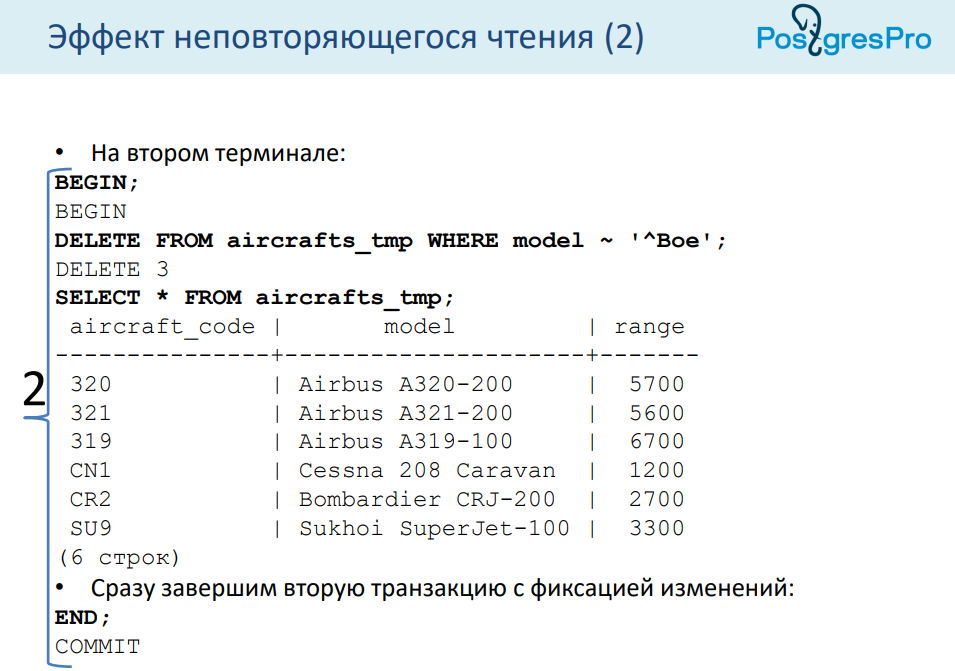 Эффект неповторяющегося чтения (2)
PostgresPro
• На втором терминале:
BEGIN;
BEGIN
DELETE FROM aircrafts_tmp WHERE model ~ '^Boe';
DELETE 3
SELECT * FROM aircrafts_tmp;
aircraft_code | model | range
---------------+----------------------+-------
320 | Airbus A320-200 | 5700
321 | Airbus A321-200 | 5600
319 | Airbus A319-100 | 6700
CN1 | Cessna 208 Caravan | 1200
CR2 | Bombardier CRJ-200 | 2700
SU9 | Sukhoi SuperJet-100 | 3300
(6 строк)
• Сразу завершим вторую транзакцию с фиксацией изменений:
END;
COMMIT
2